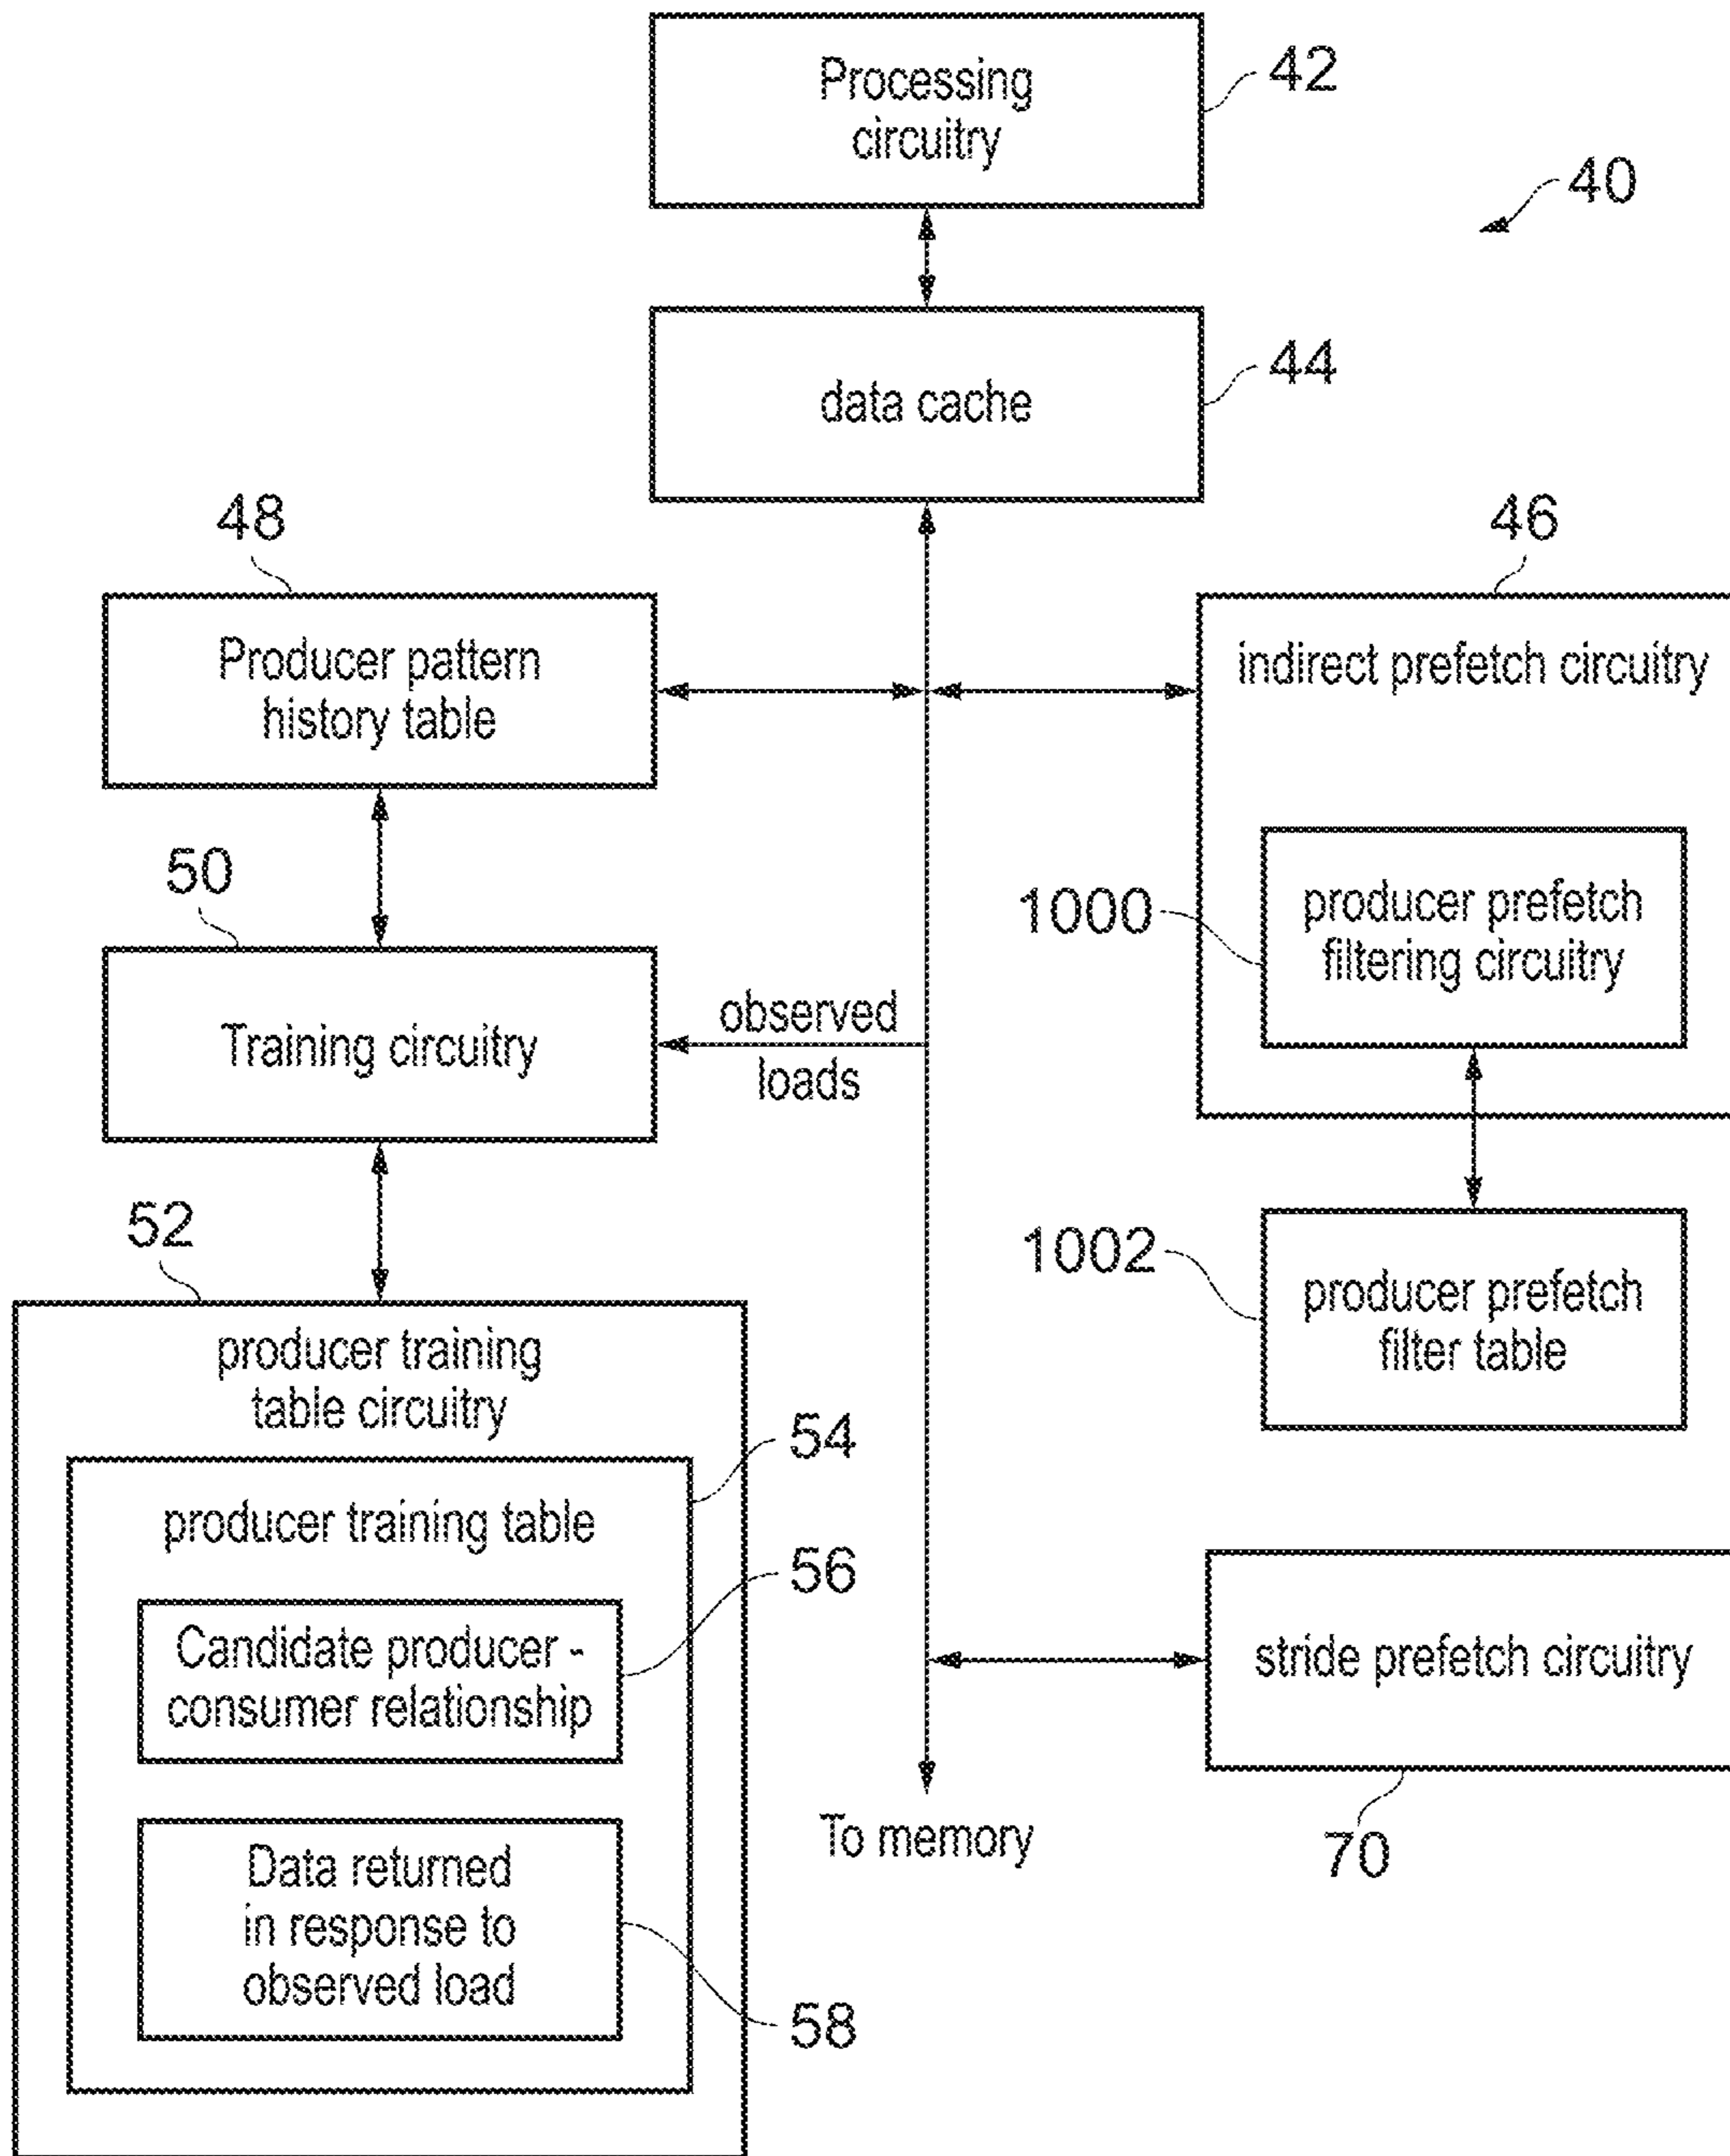 Processing
circuitry
42
40
data cache
44
48
46
Producer pattern
history table
indirect prefetch circuitry
50
1000
producer prefetch
filtering circuitry
Training circuitry
observed
loads
52
1002
producer prefetch
filter table
producer training
table circuitry
54
producer training table
56
Candidate producer -
consumer relationship
stride prefetch circuitry
To memory
70
Data returned
in response to
observed load
58